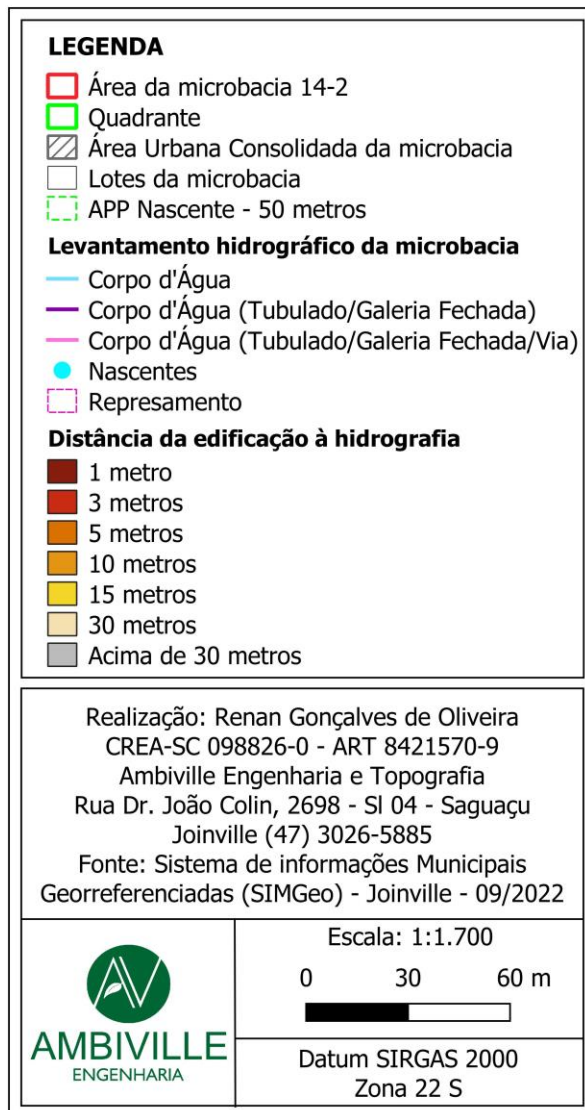 LEGENDA
Área da microbacia 14-2
Quadrante
Área Urbana Consolidada da microbacia
Lotes da microbacia
APP Nascente - 50 metros
Levantamento hidrográfico da microbacia
Corpo d'Água
Corpo d'Água (Tubulado/Galeria Fechada)
Corpo d'Água (Tubulado/Galeria Fechada/Via)
Nascentes
Represamento
Distância da edificação à hidrografia
1 metro
3 metros
5 metros
10 metros
15 metros
30 metros
Acima de 30 metros
Realização: Renan Gonçalves de Oliveira
CREA-SC 098826-0 - ART 8421570-9
Ambiville Engenharia e Topografia
Rua Dr. João Colin, 2698 - Sl 04 - Saguaçu
Joinville (47) 3026-5885
Fonte: Sistema de informações Municipais
Georreferenciadas (SIMGeo) - Joinville - 09/2022
AMBIVILLE
ENGENHARIA
Escala: 1:1.700
0 30 60 m
Datum SIRGAS 2000
Zona 22 S